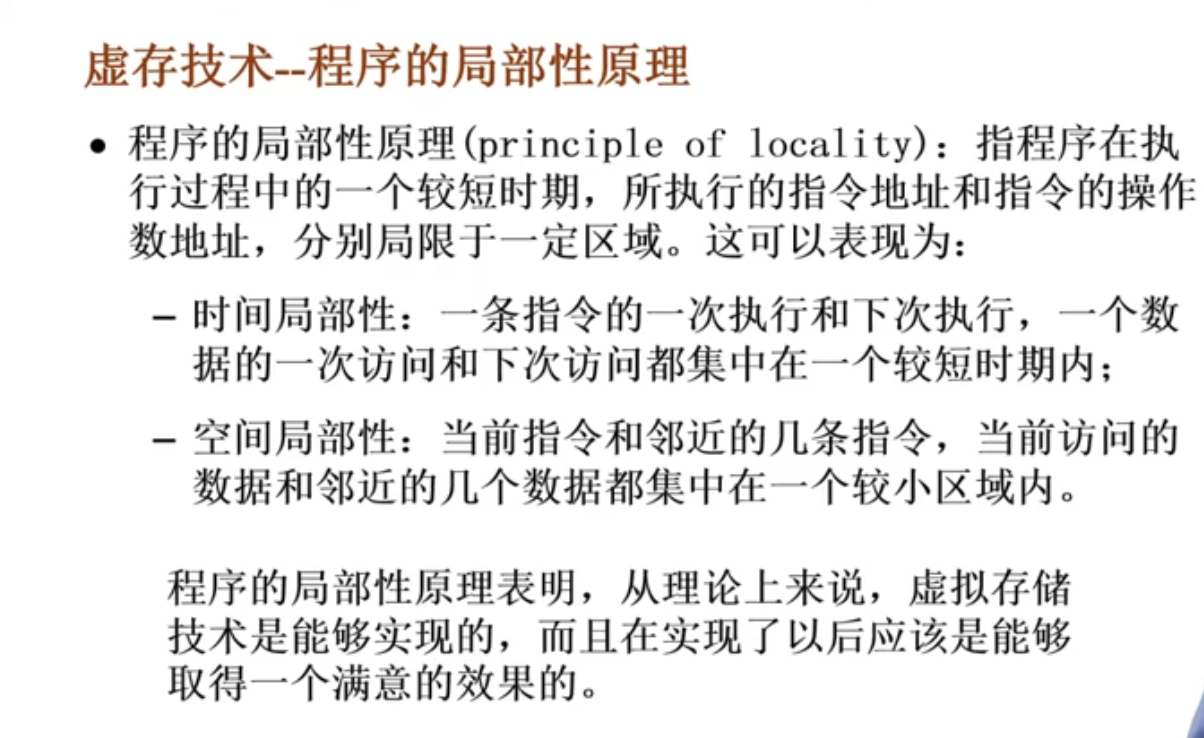 虚存技术--程序的局部性原理
• 程序的局部性原理(principle of locality)：指程序在执
行过程中的一个较短时期，所执行的指令地址和指令的操作
数地址，分别局限于一定区域。这可以表现为：
– 时间局部性：一条指令的一次执行和下次执行，一个数
据的一次访问和下次访问都集中在一个较短时期内；
– 空间局部性：当前指令和邻近的几条指令，当前访问的
数据和邻近的几个数据都集中在一个较小区域内。
程序的局部性原理表明，从理论上来说，虚拟存储
技术是能够实现的，而且在实现了以后应该是能够
取得一个满意的效果的。